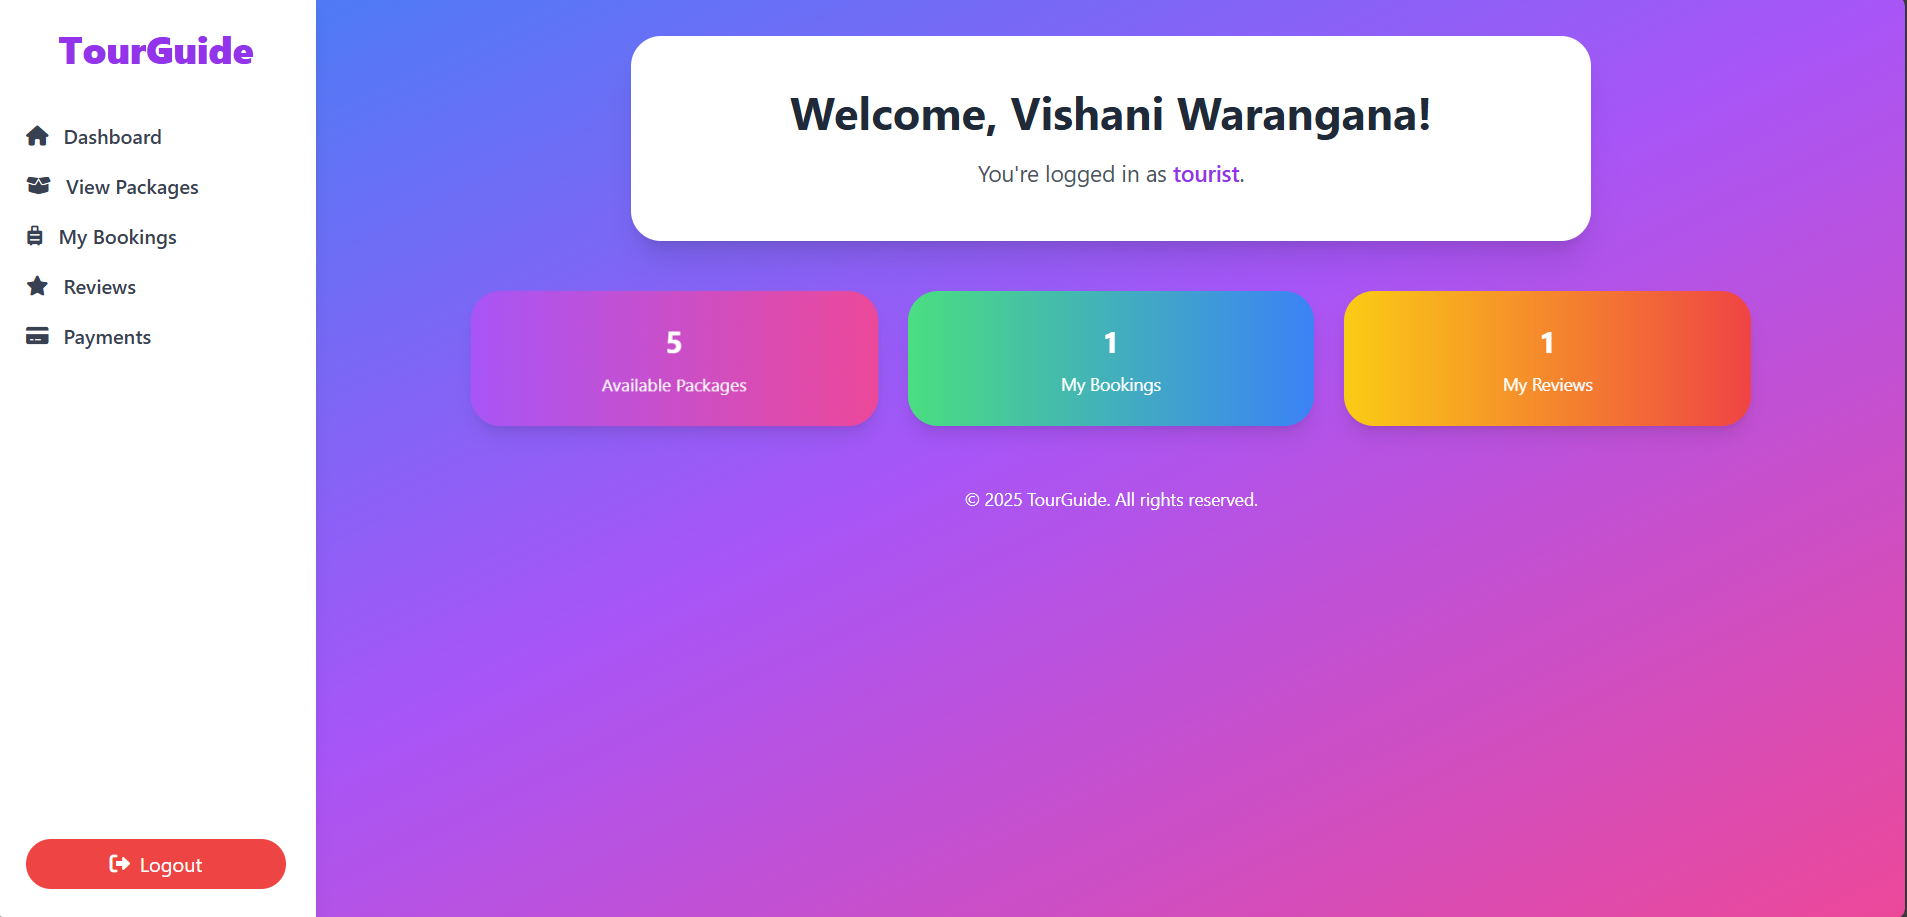 TourGuide
Dashboard
View Packages
My Bookings
Reviews
Payments
Logout
Welcome, Vishani Warangana!
You're logged in as tourist.
5
Available Packages
1
My Bookings
1
My Reviews
© 2025 TourGuide. All rights reserved.